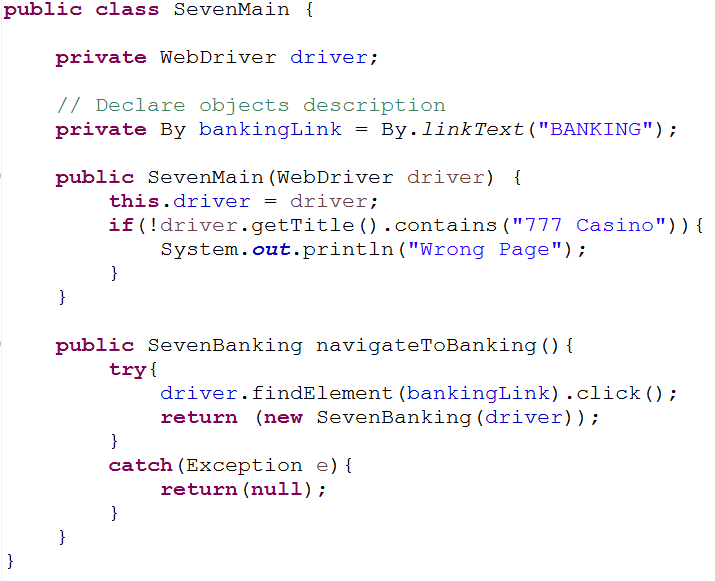 public class SevenMain {
    private WebDriver driver;
    // Declare objects description
    private By bankingLink = By.linkText("BANKING");
    public SevenMain(WebDriver driver) {
        this.driver = driver;
        if(!driver.getTitle().contains("777 Casino")){
            System.out.println("Wrong Page");
        }
    }
    public SevenBanking navigateToBanking(){
        try{
            driver.findElement(bankingLink).click();
            return (new SevenBanking(driver));
        }
        catch(Exception e){
            return(null);
        }
    }
}